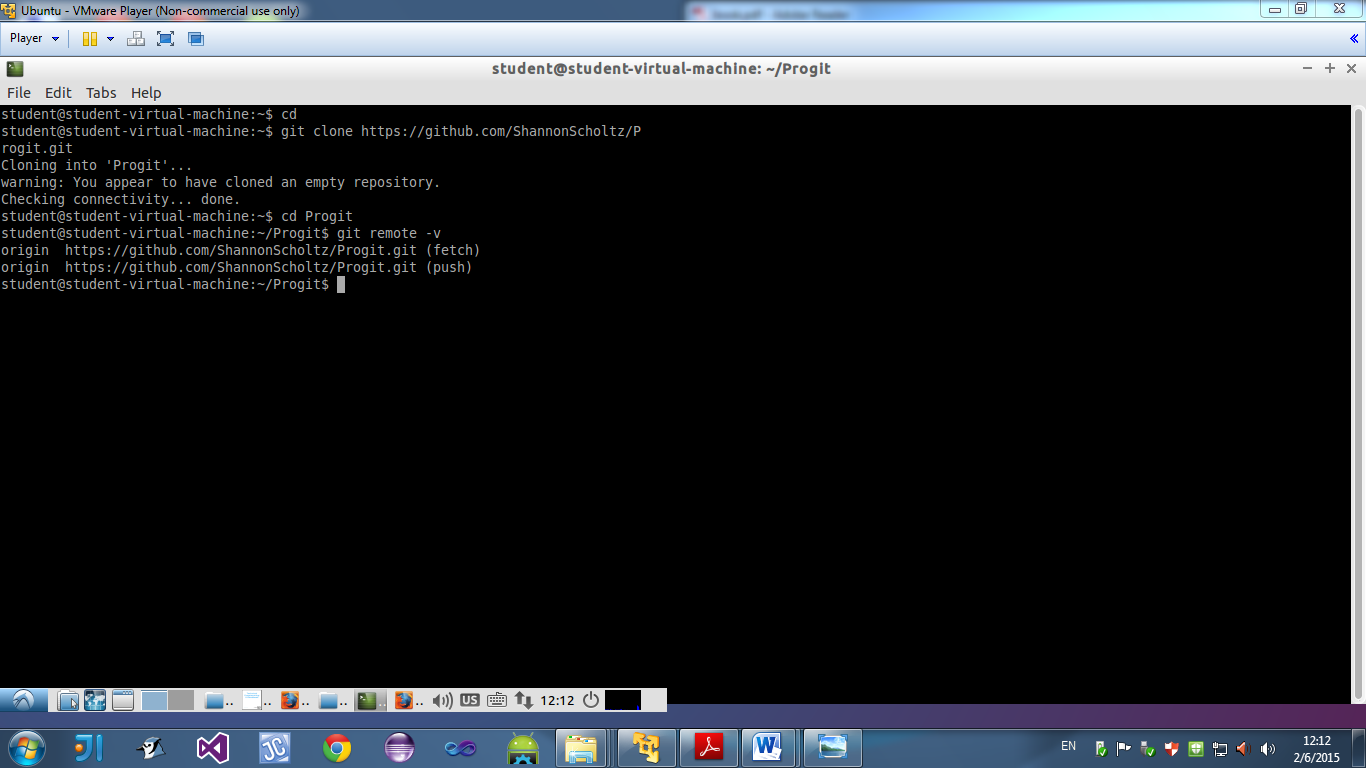 Ubuntu - VMware Player (Non-commercial use only)
Player
student@student-virtual-machine: ~/Progit
File Edit Tabs Help
student@student-virtual-machine:~$ cd
student@student-virtual-machine:~$ git clone https://github.com/ShannonScholtz/P
rogit.git
Cloning into 'Progit'...
warning: You appear to have cloned an empty repository.
Checking connectivity... done.
student@student-virtual-machine:~$ cd Progit
student@student-virtual-machine:~/Progit$ git remote -v
origin  https://github.com/ShannonScholtz/Progit.git (fetch)
origin  https://github.com/ShannonScholtz/Progit.git (push)
student@student-virtual-machine:~/Progit$
.. .. .. .. .. .. US 12:12
JI JC W EN 12:12
2/6/2015